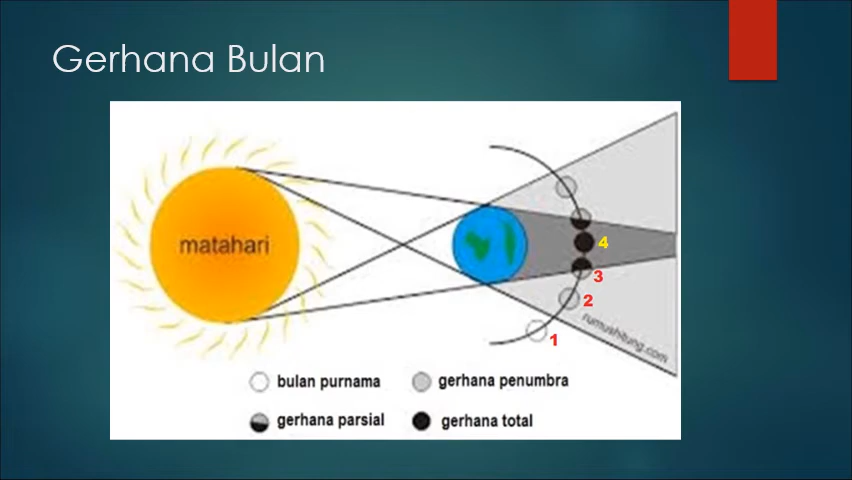 Gerhana Bulan
matahari
4
3
2
1
rumushitung.com
bulan purnama
gerhana penumbra
gerhana parsial
gerhana total